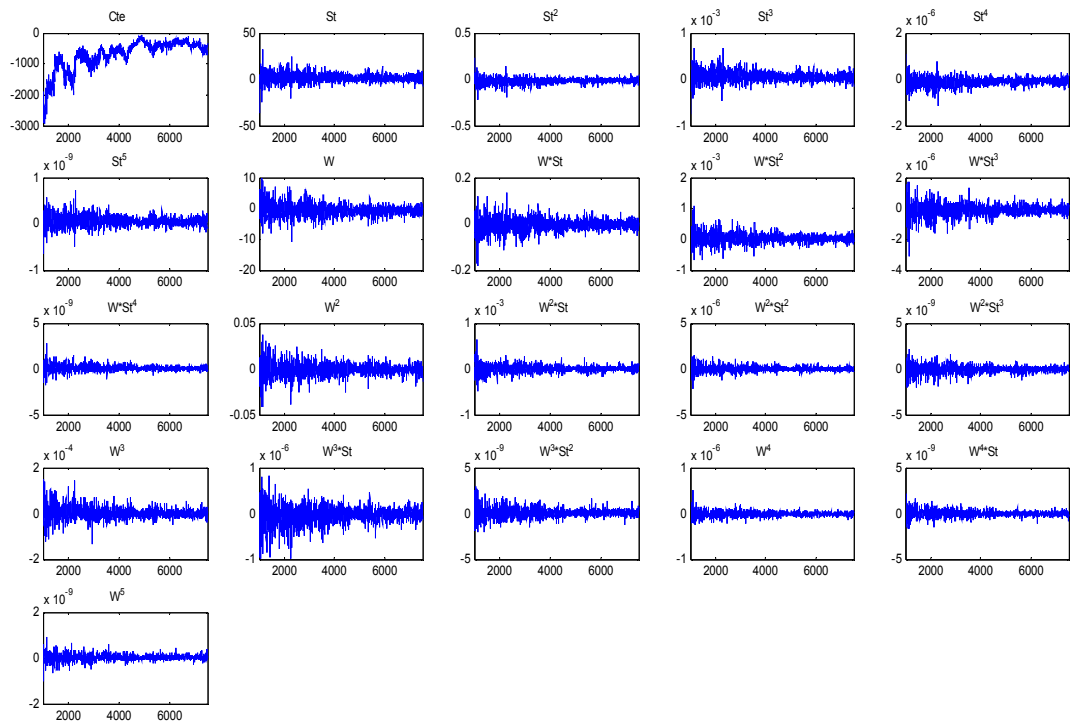 Cte
0
-1000
-2000
-3000
2000 4000 6000
St
50
0
-50
2000 4000 6000
St²
0.5
0
-0.5
2000 4000 6000
x 10⁻³ St³
1
0
-1
2000 4000 6000
x 10⁻⁶ St⁴
2
0
-2
2000 4000 6000
x 10⁻⁹ St⁵
1
0
-1
2000 4000 6000
W
10
0
-10
-20
2000 4000 6000
W*St
0.2
0
-0.2
2000 4000 6000
x 10⁻³ W*St²
2
1
0
-1
2000 4000 6000
x 10⁻⁶ W*St³
2
0
-2
-4
2000 4000 6000
x 10⁻⁹ W*St⁴
5
0
-5
2000 4000 6000
W²
0.05
0
-0.05
2000 4000 6000
x 10⁻³ W²*St
1
0
-1
2000 4000 6000
x 10⁻⁶ W²*St²
5
0
-5
2000 4000 6000
x 10⁻⁹ W²*St³
5
0
-5
2000 4000 6000
x 10⁻⁴ W³
2
0
-2
2000 4000 6000
x 10⁻⁶ W³*St
1
0
-1
2000 4000 6000
x 10⁻⁹ W³*St²
5
0
-5
2000 4000 6000
x 10⁻⁶ W⁴
1
0
-1
2000 4000 6000
x 10⁻⁹ W⁴*St
5
0
-5
2000 4000 6000
x 10⁻⁹ W⁵
2
0
-2
2000 4000 6000